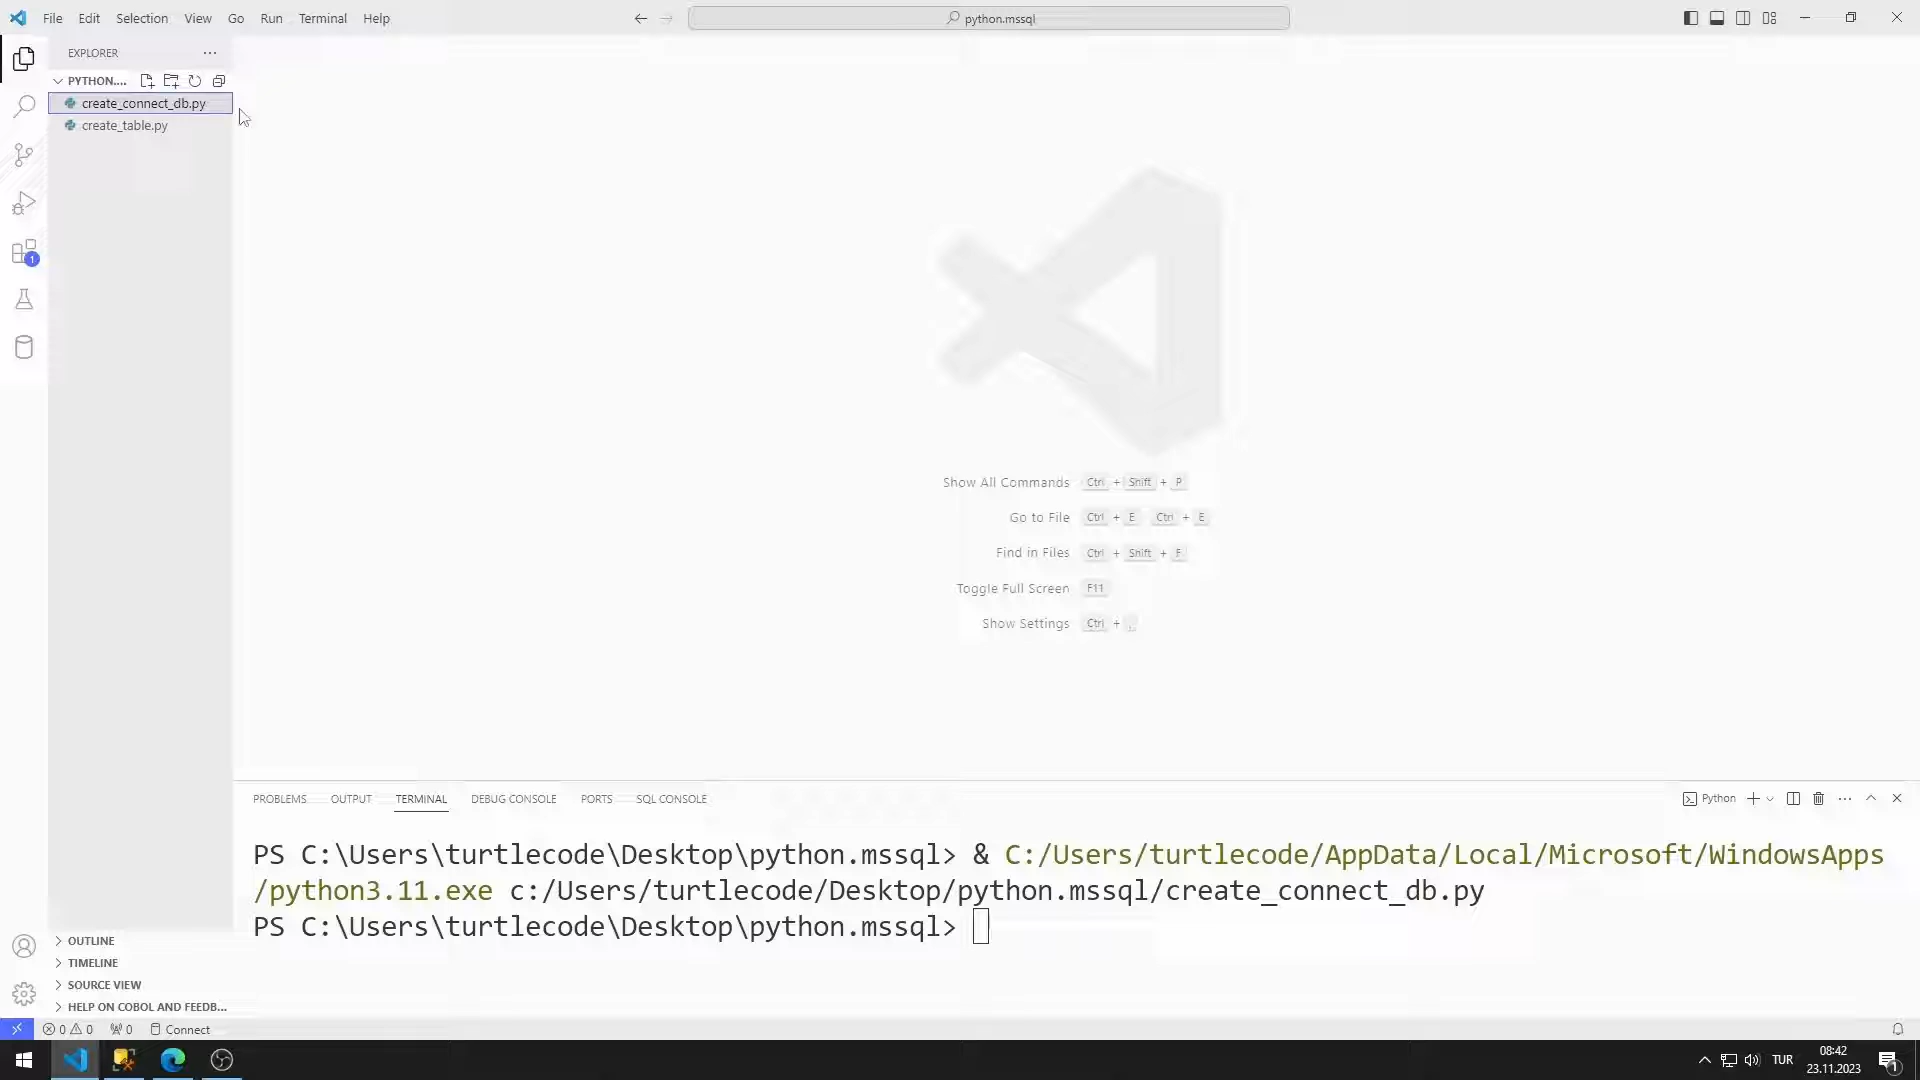 File Edit Selection View Go Run Terminal Help
python.mssql
EXPLORER
PYTHON....
create_connect_db.py
create_table.py
1
Show All Commands Ctrl + Shift + P
Go to File Ctrl + E Ctrl + E
Find in Files Ctrl + Shift + F
Toggle Full Screen F11
Show Settings Ctrl + ,
PROBLEMS OUTPUT TERMINAL DEBUG CONSOLE PORTS SQL CONSOLE
Python
PS C:\Users\turtlecode\Desktop\python.mssql> & C:/Users/turtlecode/AppData/Local/Microsoft/WindowsApps
/python3.11.exe c:/Users/turtlecode/Desktop/python.mssql/create_connect_db.py
PS C:\Users\turtlecode\Desktop\python.mssql>
OUTLINE
TIMELINE
SOURCE VIEW
HELP ON COBOL AND FEEDB...
0 0 0 Connect
TUR
08:42
23.11.2023
1